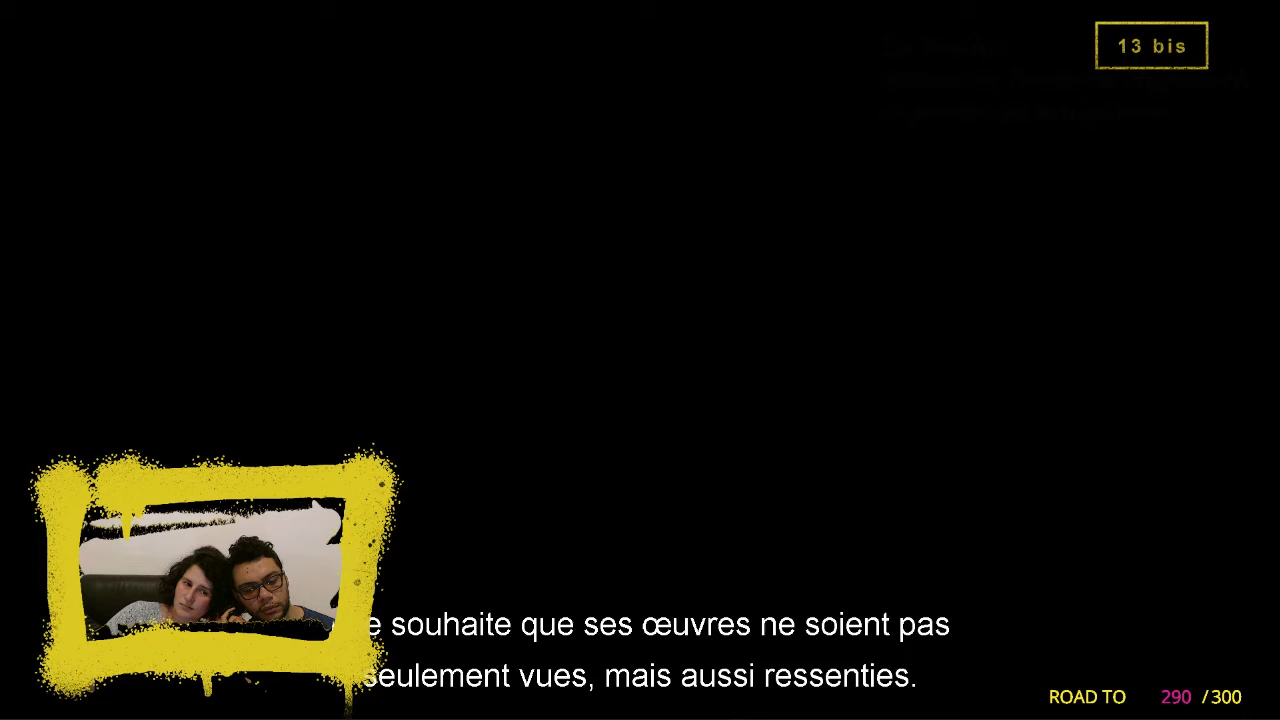 13 bis
souhaite que ses œuvres ne soient pas
seulement vues, mais aussi ressenties.
ROAD TO 290 / 300